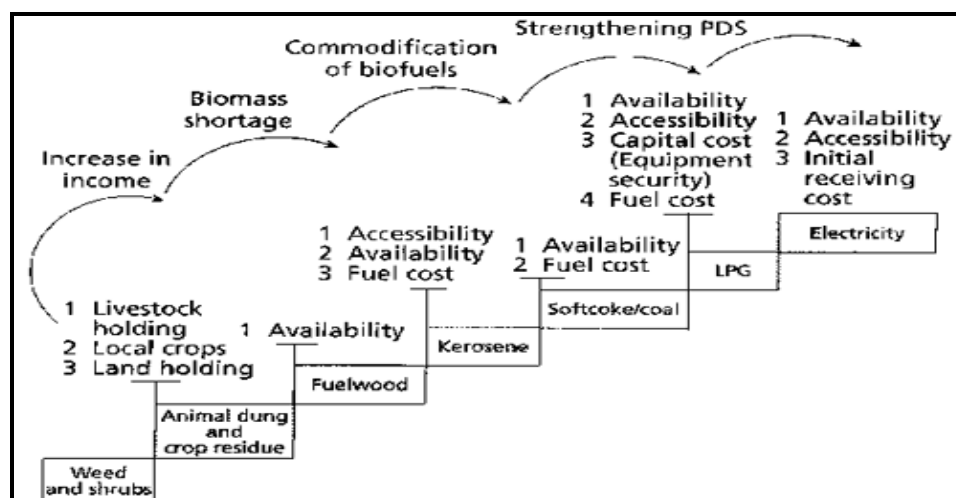 Strengthening PDS
Commodification
of biofuels
Biomass
shortage
Increase in
income
1 Availability
2 Accessibility
3 Capital cost
(Equipment
security)
4 Fuel cost
1 Availability
2 Accessibility
3 Initial
receiving
cost
1 Accessibility
2 Availability
3 Fuel cost
1 Availability
2 Fuel cost
1 Livestock
holding
2 Local crops
3 Land holding
1 Availability
Electricity
LPG
Softcoke/coal
Kerosene
Fuelwood
Animal dung
and
crop residue
Weed
and shrubs